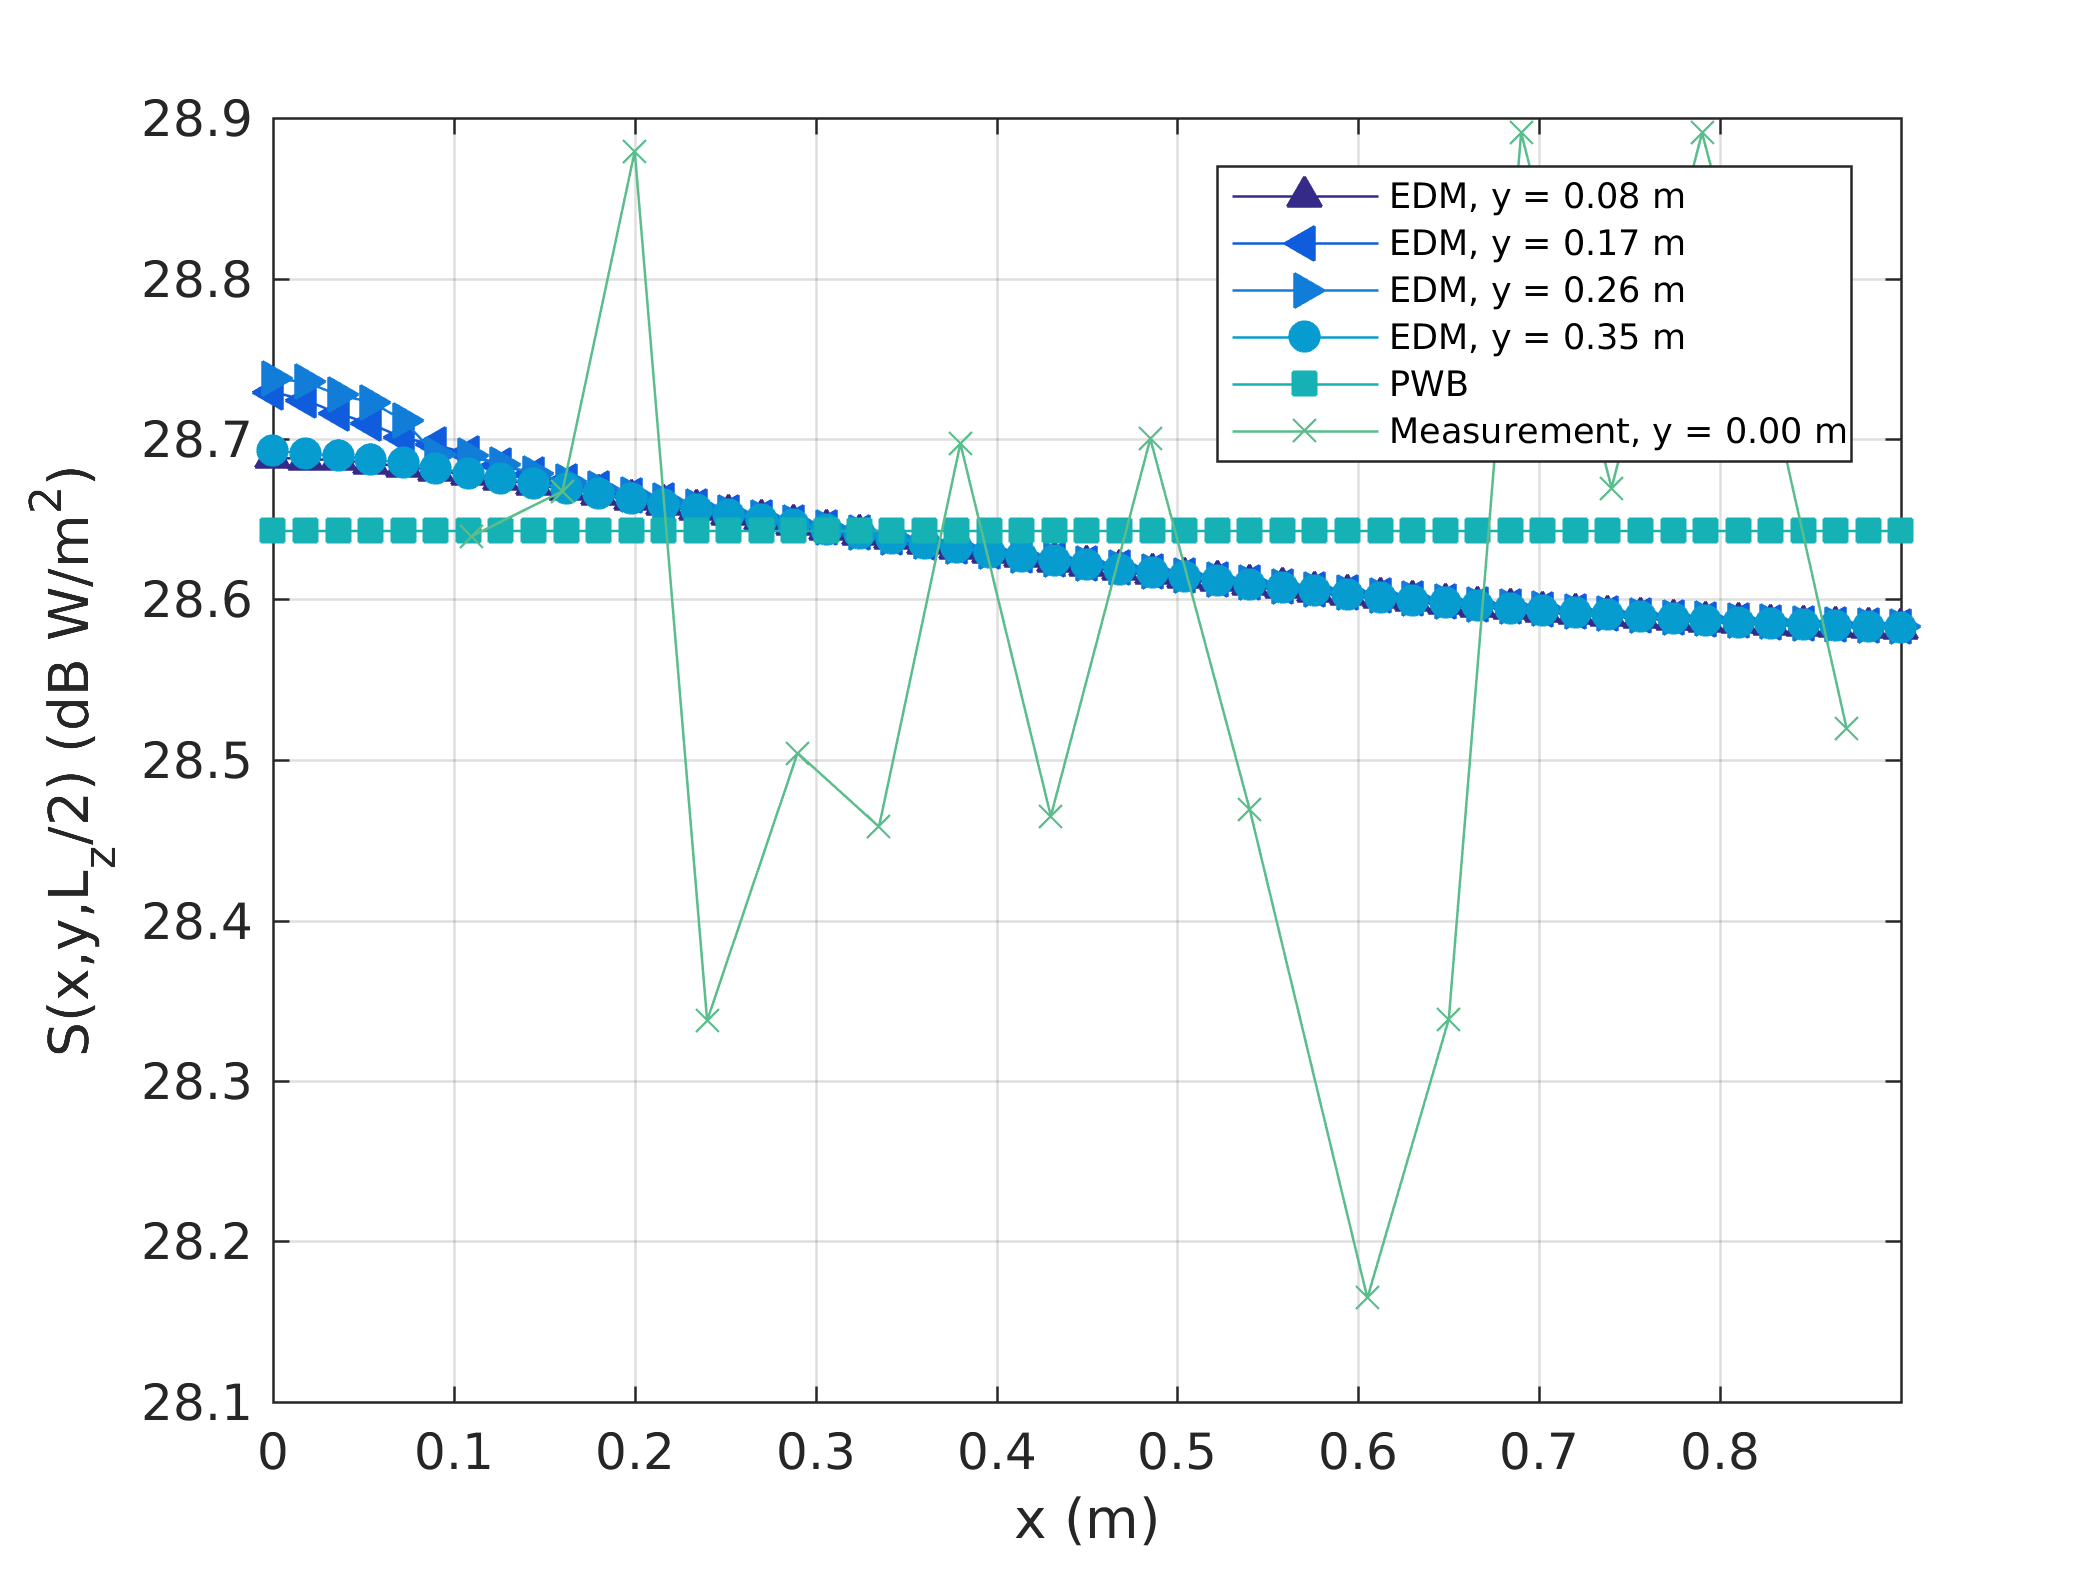 28.9
28.8
28.7
28.6
28.5
28.4
28.3
28.2
28.1
0 0.1 0.2 0.3 0.4 0.5 0.6 0.7 0.8
x (m)
S(x,y,L_z/2) (dB W/m^2)
EDM, y = 0.08 m
EDM, y = 0.17 m
EDM, y = 0.26 m
EDM, y = 0.35 m
PWB
Measurement, y = 0.00 m